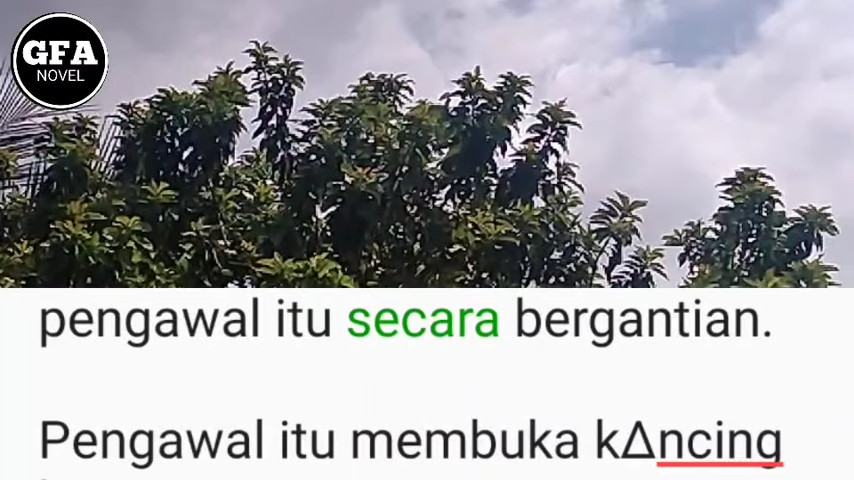 GFA
NOVEL
pengawal itu secara bergantian.
Pengawal itu membuka kΔncing